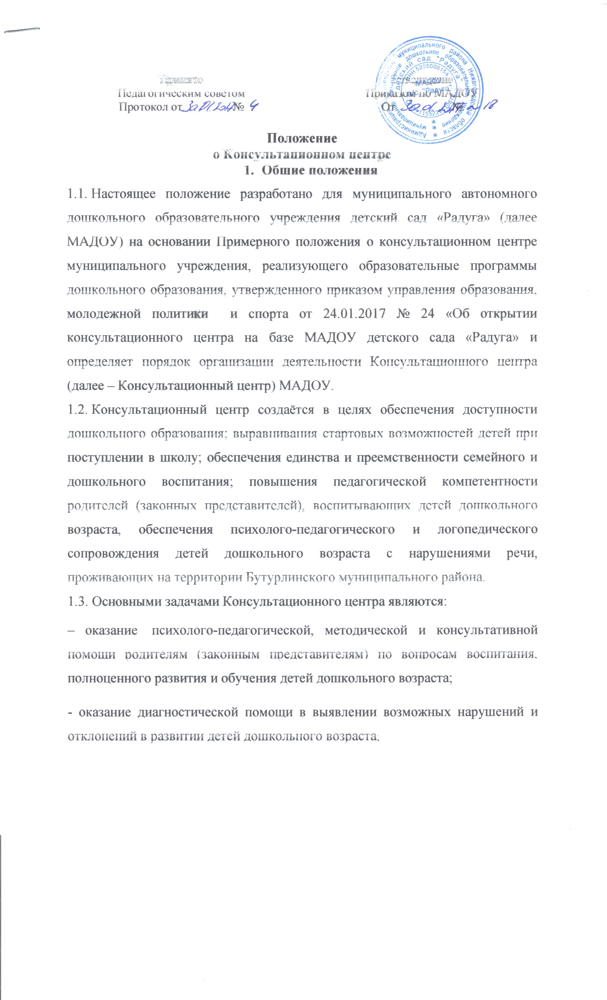 Принято
Педагогическим советом
Протокол от 30.01.2017 № 4
Утверждено
Приказом по МАДОУ
От 30.01.2017 № 18
муниципального района Нижегородской области * Администрация
дошкольное образовательное учреждение * муниципальное
детский сад "Радуга"
ИНН 5205006154
МАДОУ
д/с "Радуга"
Положение
о Консультационном центре
1. Общие положения
1.1. Настоящее положение разработано для муниципального автономного
дошкольного образовательного учреждения детский сад «Радуга» (далее
МАДОУ) на основании Примерного положения о консультационном центре
муниципального учреждения, реализующего образовательные программы
дошкольного образования, утвержденного приказом управления образования,
молодежной политики и спорта от 24.01.2017 № 24 «Об открытии
консультационного центра на базе МАДОУ детского сада «Радуга» и
определяет порядок организации деятельности Консультационного центра
(далее – Консультационный центр) МАДОУ.
1.2. Консультационный центр создаётся в целях обеспечения доступности
дошкольного образования; выравнивания стартовых возможностей детей при
поступлении в школу; обеспечения единства и преемственности семейного и
дошкольного воспитания; повышения педагогической компетентности
родителей (законных представителей), воспитывающих детей дошкольного
возраста, обеспечения психолого-педагогического и логопедического
сопровождения детей дошкольного возраста с нарушениями речи,
проживающих на территории Бутурлинского муниципального района.
1.3. Основными задачами Консультационного центра являются:
– оказание психолого-педагогической, методической и консультативной
помощи родителям (законным представителям) по вопросам воспитания,
полноценного развития и обучения детей дошкольного возраста;
- оказание диагностической помощи в выявлении возможных нарушений и
отклонений в развитии детей дошкольного возраста;